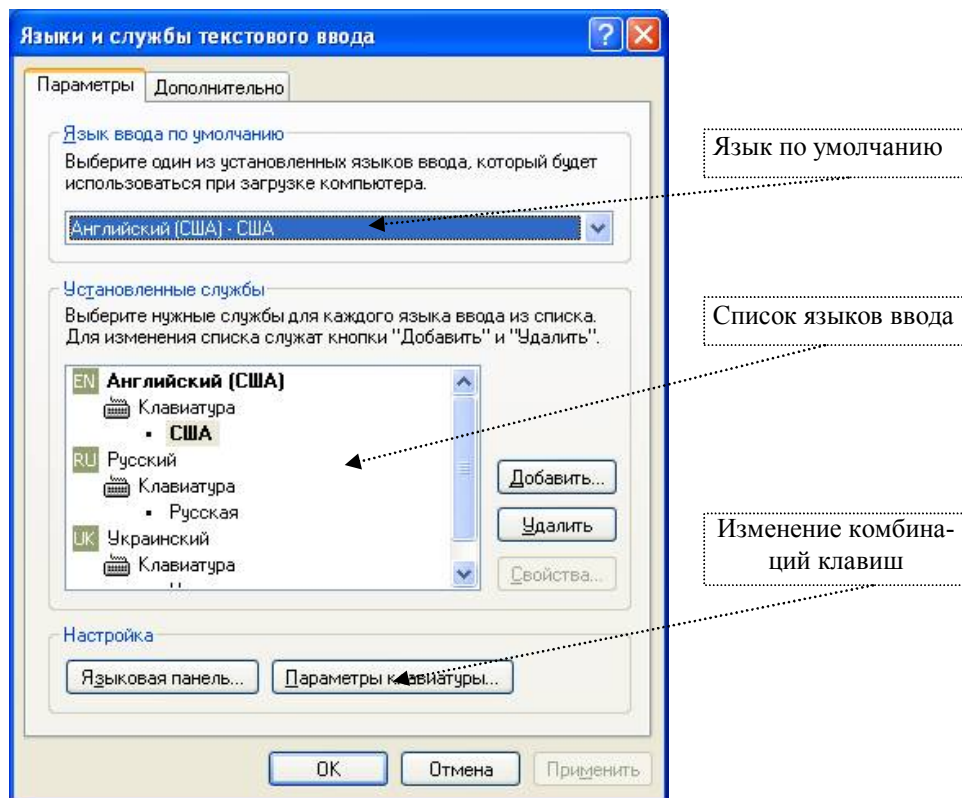 Языки и службы текстового ввода
Параметры
Дополнительно
Язык ввода по умолчанию
Выберите один из установленных языков ввода, который будет
использоваться при загрузке компьютера.
Английский (США) - США
Установленные службы
Выберите нужные службы для каждого языка ввода из списка.
Для изменения списка служат кнопки "Добавить" и "Удалить".
EN Английский (США)
Клавиатура
• США
RU Русский
Клавиатура
• Русская
UK Украинский
Клавиатура
Добавить...
Удалить
Свойства...
Настройка
Языковая панель...
Параметры клавиатуры...
OK
Отмена
Применить
Язык по умолчанию
Список языков ввода
Изменение комбина-
ций клавиш